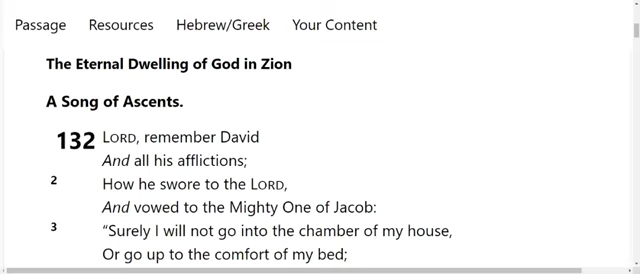 Passage Resources Hebrew/Greek Your Content
The Eternal Dwelling of God in Zion
A Song of Ascents.
132 LORD, remember David
And all his afflictions;
2 How he swore to the LORD,
And vowed to the Mighty One of Jacob:
3 “Surely I will not go into the chamber of my house,
Or go up to the comfort of my bed;